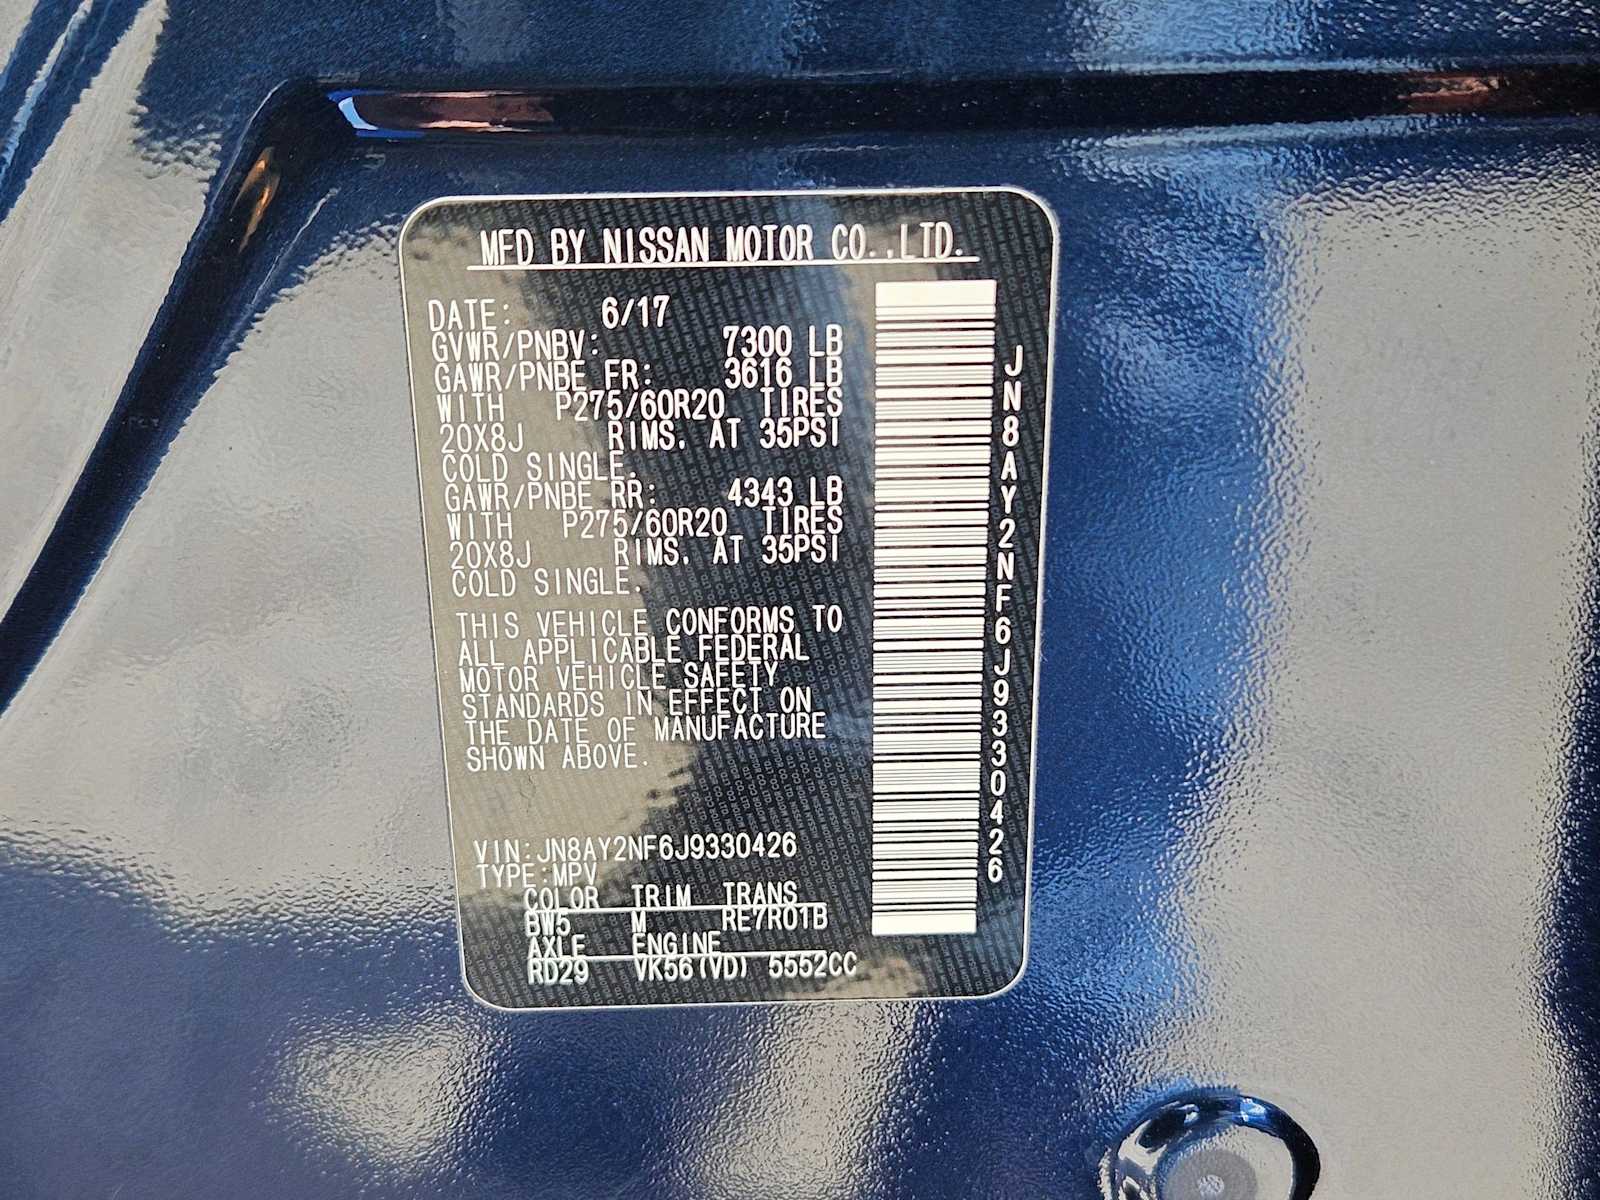 MFD BY NISSAN MOTOR CO.,LTD.
DATE: 6/17
GVWR/PNBV: 7300 LB
GAWR/PNBE FR: 3616 LB
WITH P275/60R20 TIRES
20X8J RIMS. AT 35PSI
COLD SINGLE.
GAWR/PNBE RR: 4343 LB
WITH P275/60R20 TIRES
20X8J RIMS. AT 35PSI
COLD SINGLE.
THIS VEHICLE CONFORMS TO
ALL APPLICABLE FEDERAL
MOTOR VEHICLE SAFETY
STANDARDS IN EFFECT ON
THE DATE OF MANUFACTURE
SHOWN ABOVE.
VIN:JN8AY2NF6J9330426
TYPE:MPV
COLOR TRIM TRANS
BW5 M RE7R01B
AXLE ENGINE
RD29 VK56(VD) 5552CC
JN8AY2NF6J9330426